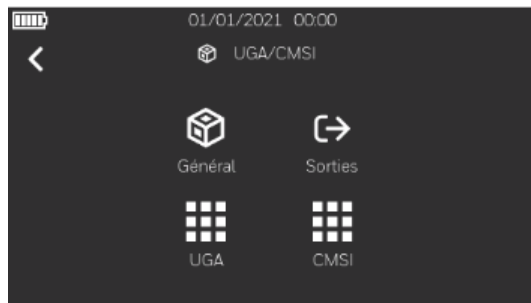 01/01/2021 00:00
UGA/CMSI
Général Sorties
UGA CMSI